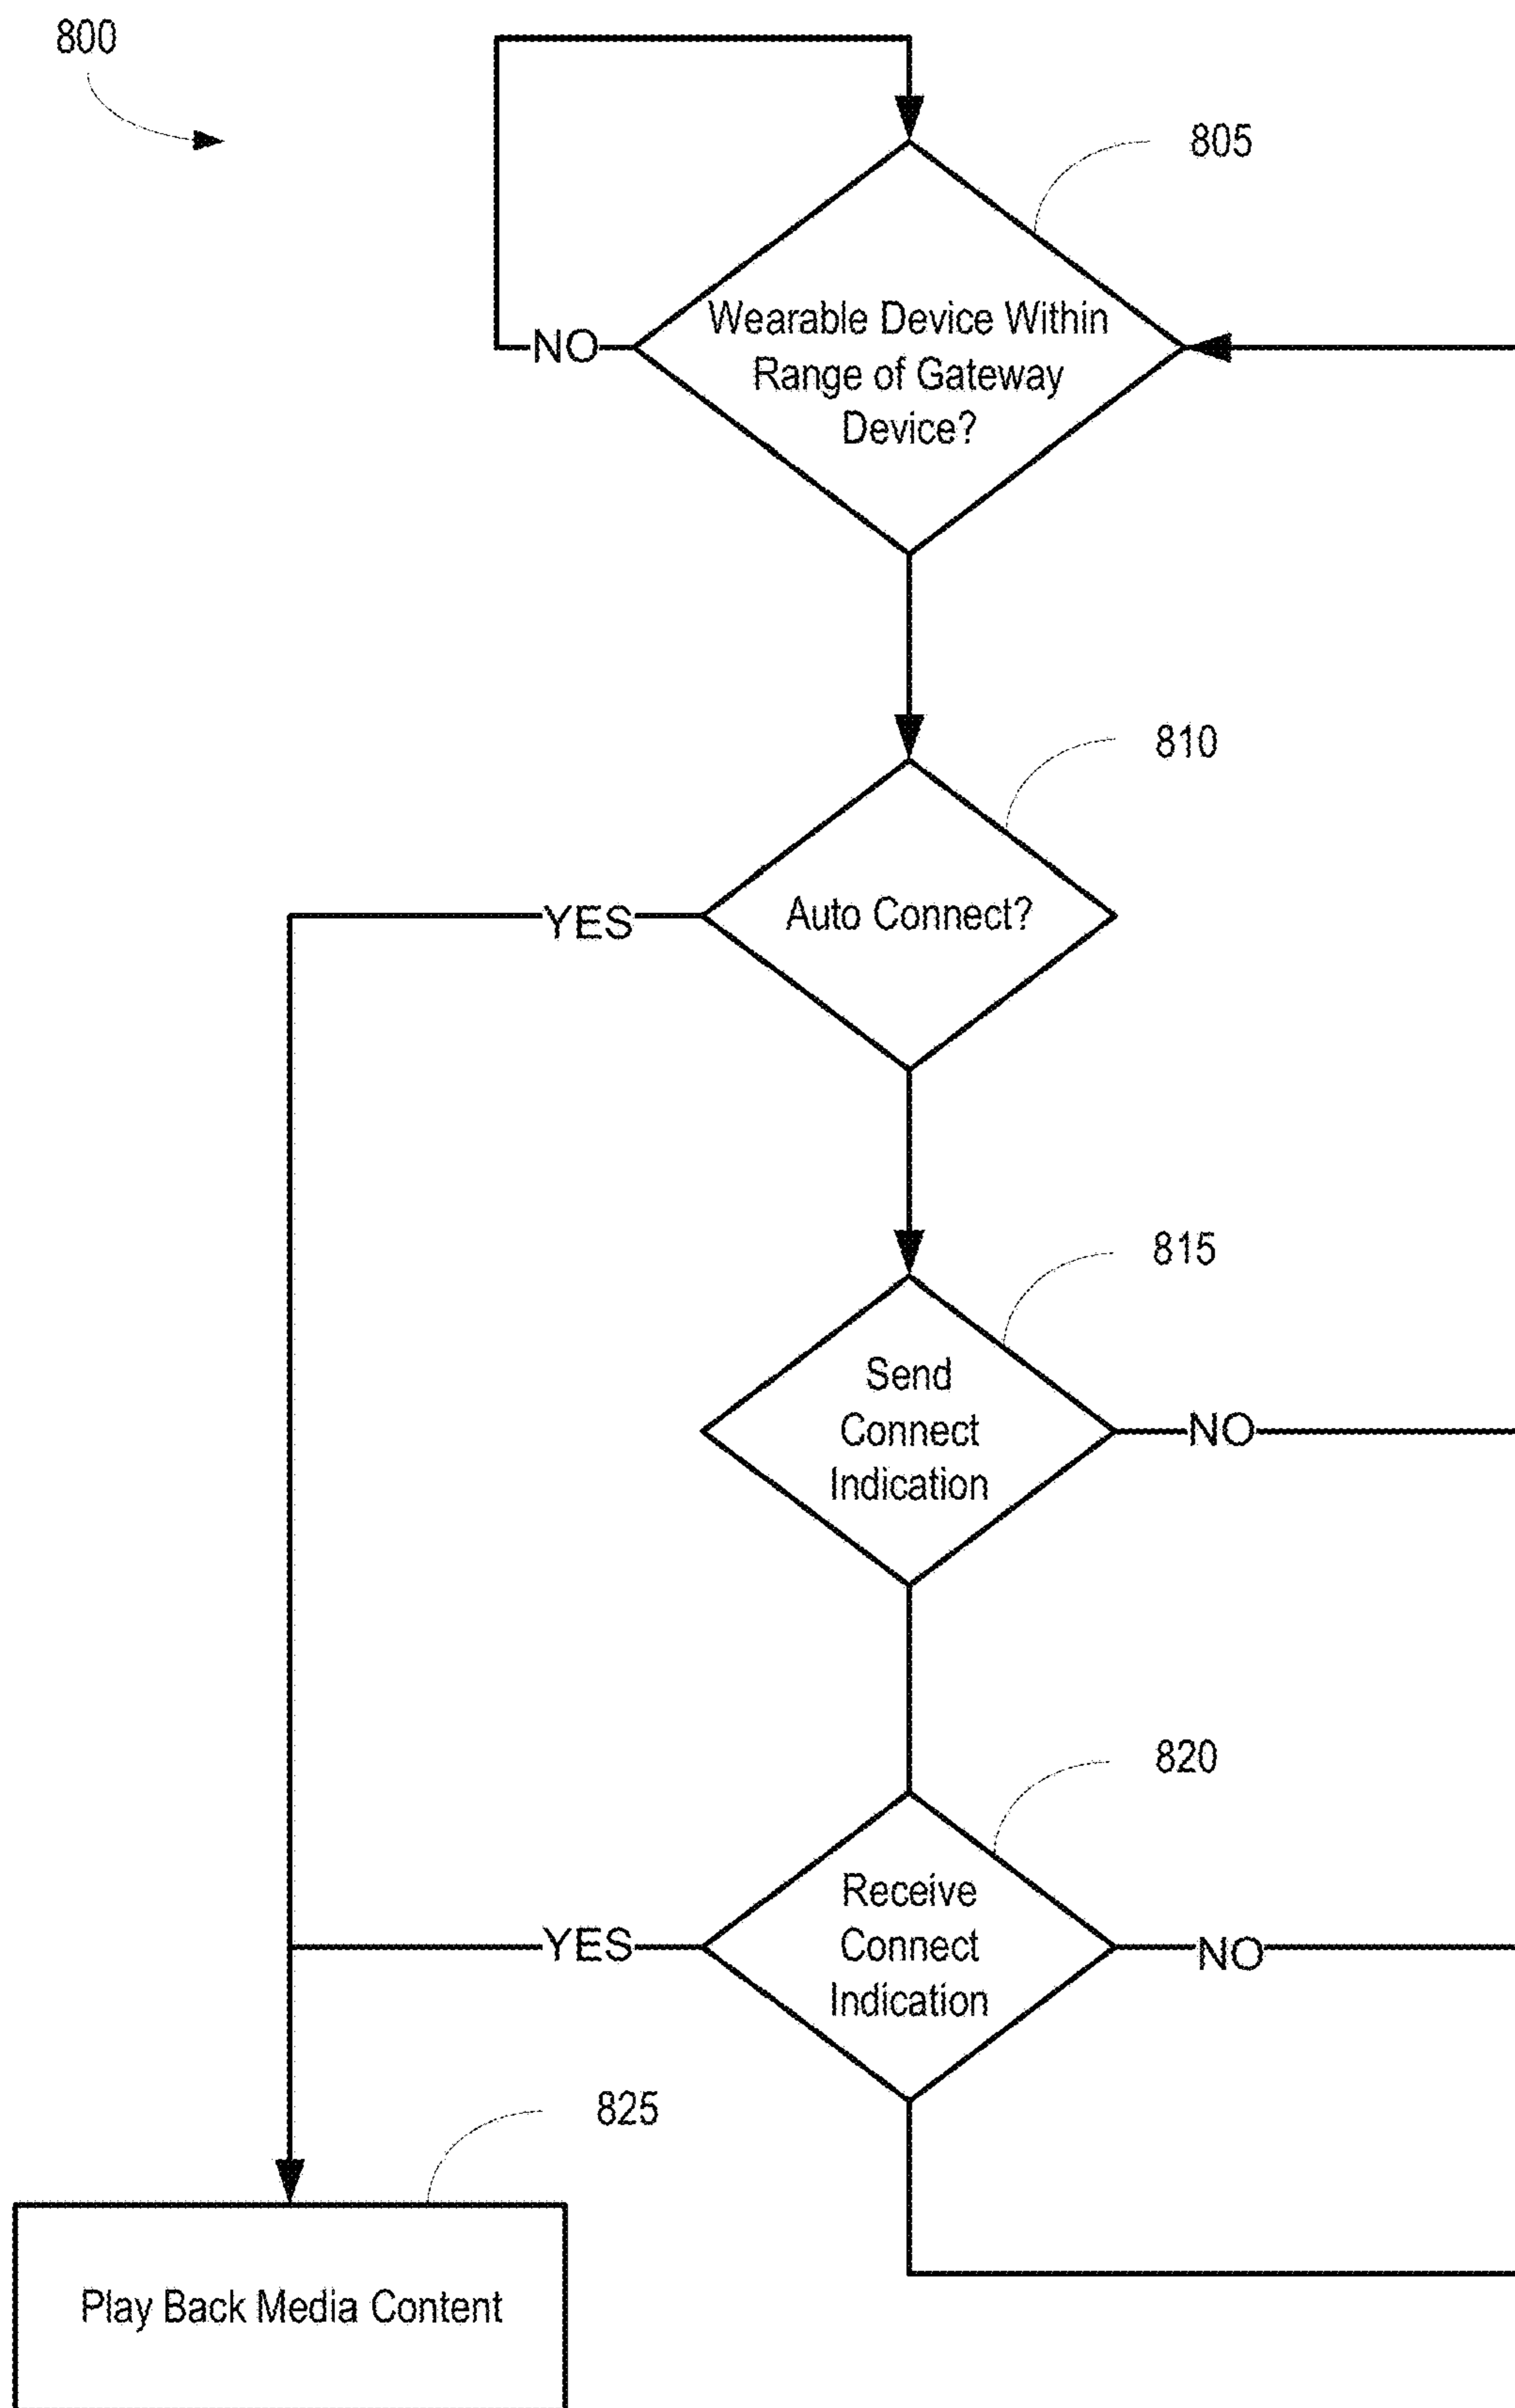 800
805
Wearable Device Within
Range of Gateway
Device?
NO
810
Auto Connect?
YES
815
Send
Connect
Indication
NO
820
Receive
Connect
Indication
YES
NO
825
Play Back Media Content